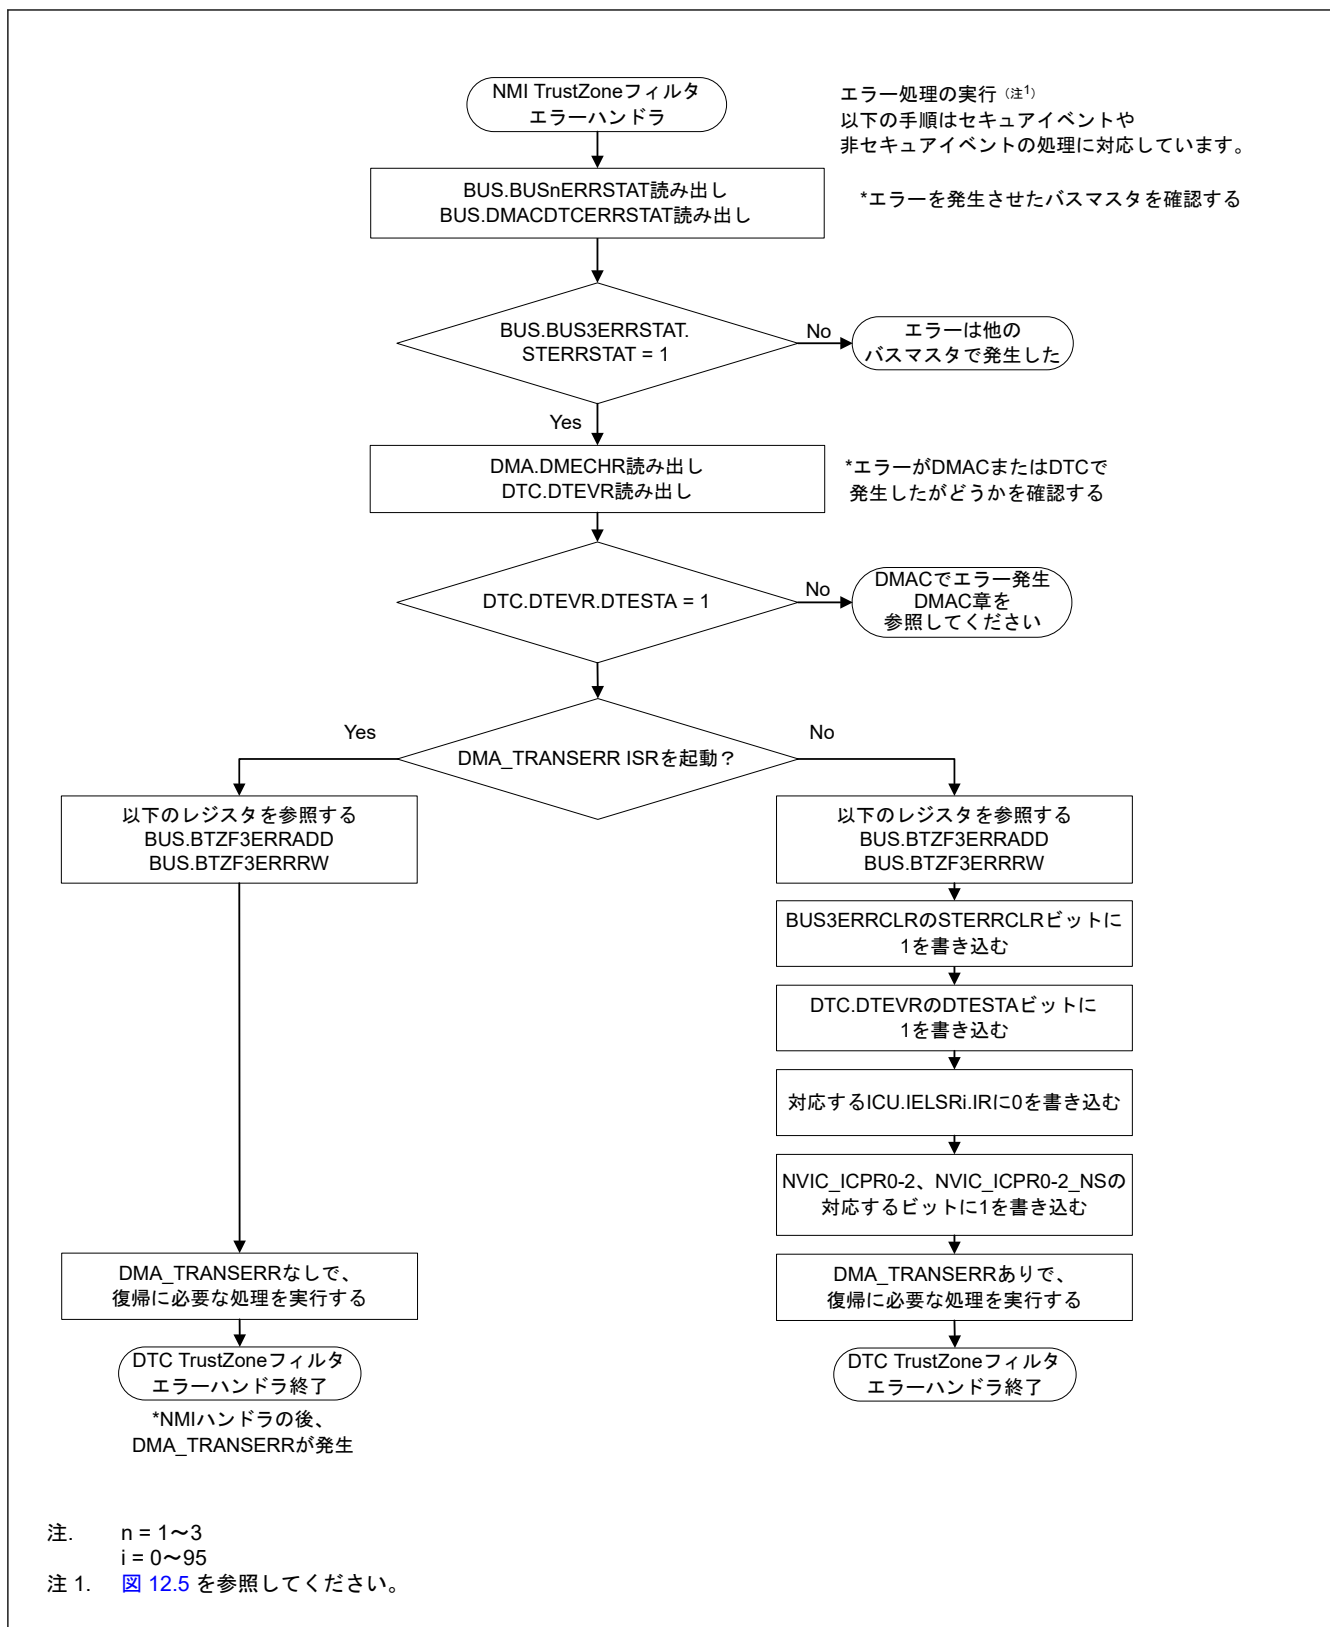 NMI TrustZoneフィルタ
エラーハンドラ
エラー処理の実行（注1）
以下の手順はセキュアイベントや
非セキュアイベントの処理に対応しています。
BUS.BUSnERRSTAT読み出し
BUS.DMACDTCERRSTAT読み出し
*エラーを発生させたバスマスタを確認する
BUS.BUS3ERRSTAT.
STERRSTAT = 1
No
エラーは他の
バスマスタで発生した
Yes
DMA.DMECHR読み出し
DTC.DTEVR読み出し
*エラーがDMACまたはDTCで
発生したがどうかを確認する
DTC.DTEVR.DTESTA = 1
No
DMACでエラー発生
DMAC章を
参照してください
Yes
DMA_TRANSERR ISRを起動？
No
以下のレジスタを参照する
BUS.BTZF3ERRADD
BUS.BTZF3ERRRW
以下のレジスタを参照する
BUS.BTZF3ERRADD
BUS.BTZF3ERRRW
BUS3ERRCLRのSTERRCLRビットに
1を書き込む
DTC.DTEVRのDTESTAビットに
1を書き込む
対応するICU.IELSRi.IRに0を書き込む
NVIC_ICPR0-2、NVIC_ICPR0-2_NSの
対応するビットに1を書き込む
DMA_TRANSERRなしで、
復帰に必要な処理を実行する
DMA_TRANSERRありで、
復帰に必要な処理を実行する
DTC TrustZoneフィルタ
エラーハンドラ終了
*NMIハンドラの後、
DMA_TRANSERRが発生
DTC TrustZoneフィルタ
エラーハンドラ終了
注. n = 1～3
i = 0～95
注 1. 図 12.5 を参照してください。